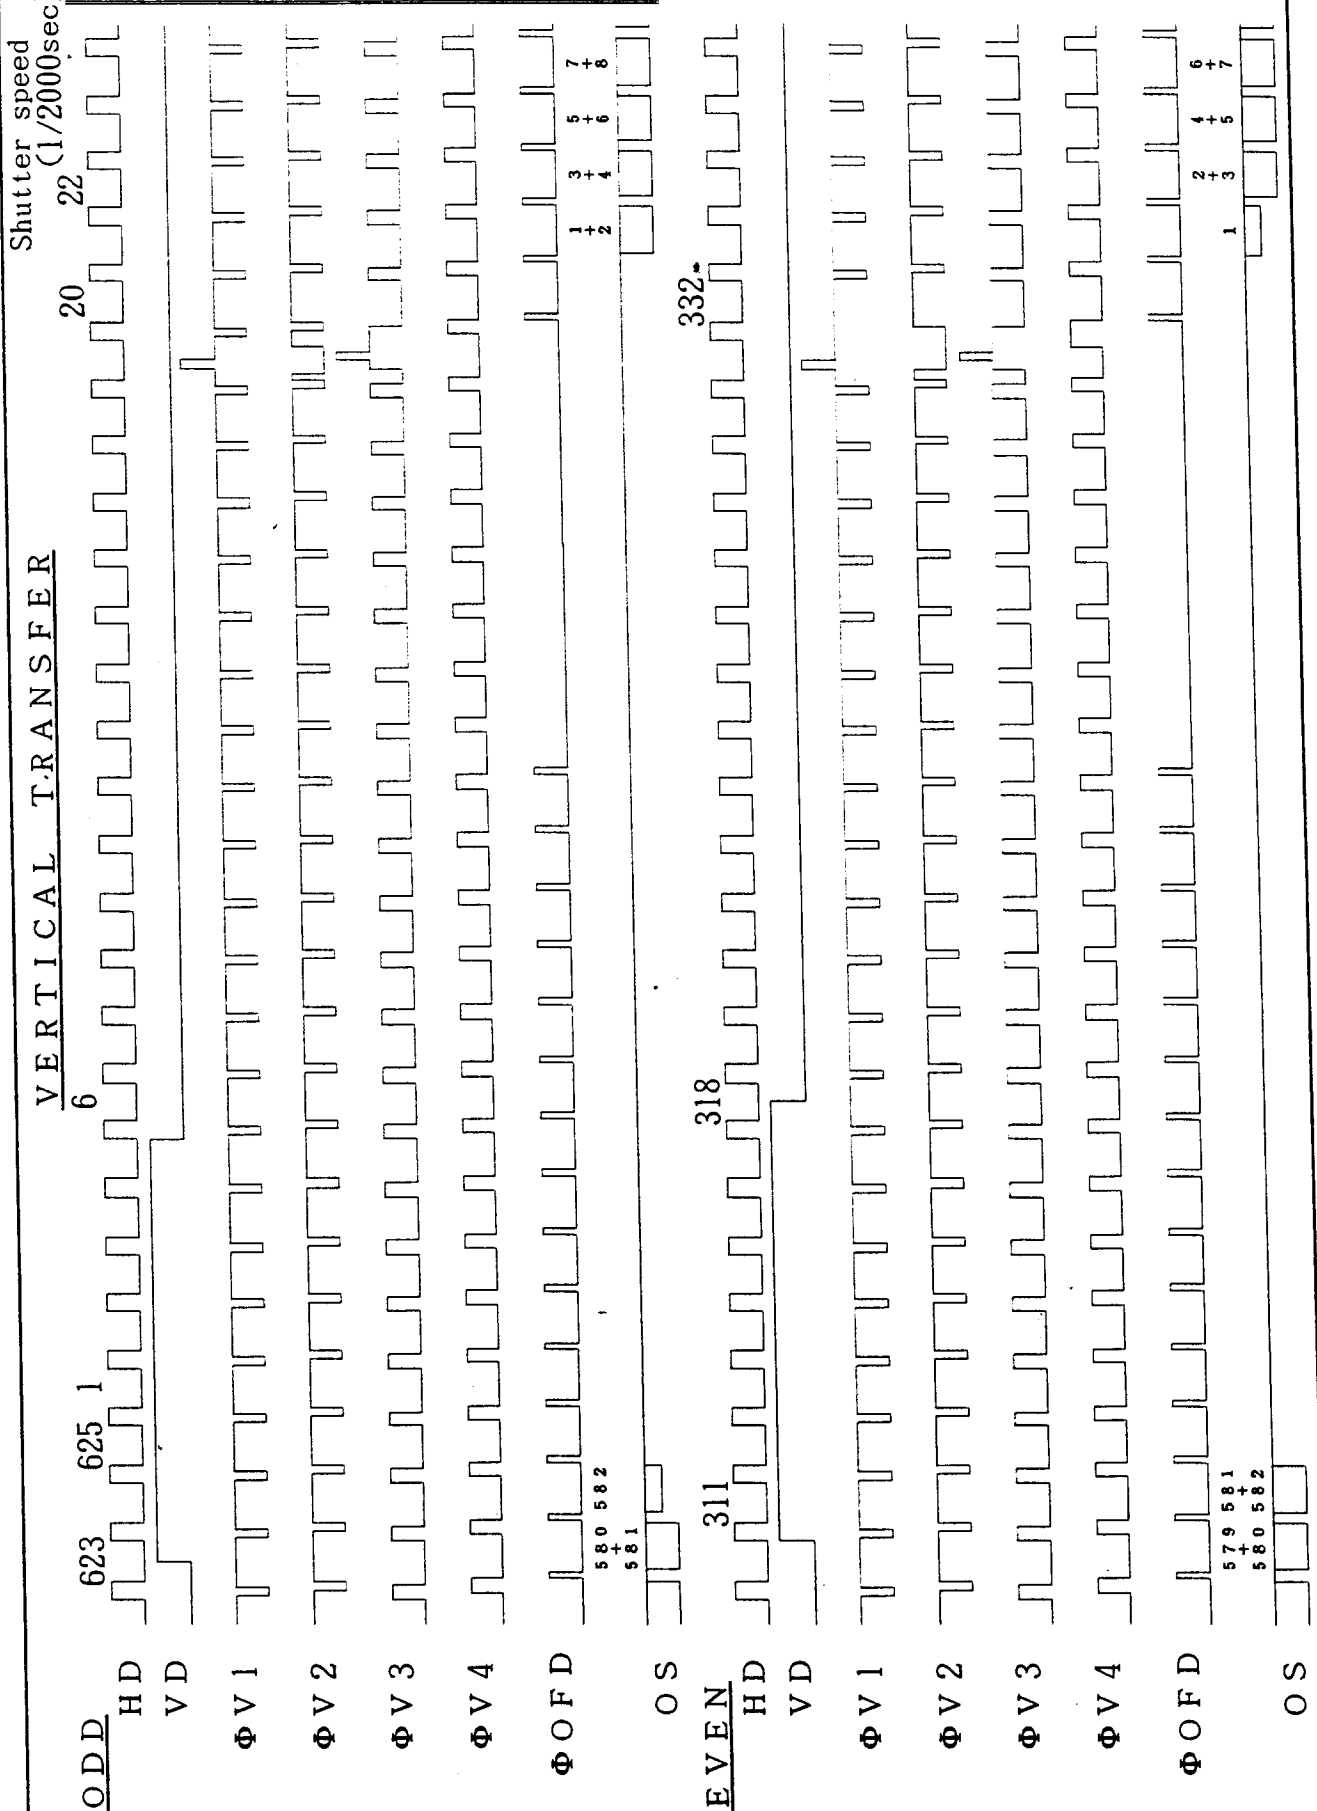 Shutter speed
(1/2000sec.
VERTICAL TRANSFER
ODD
623 625 1 6 20 22
HD
VD
ΦV1
ΦV2
ΦV3
ΦV4
ΦOFD
580+581 582 1+2 3+4 5+6 7+8
OS
EVEN
311 318 332
HD
VD
ΦV1
ΦV2
ΦV3
ΦV4
ΦOFD
579+580 581+582 1 2+3 4+5 6+7
OS